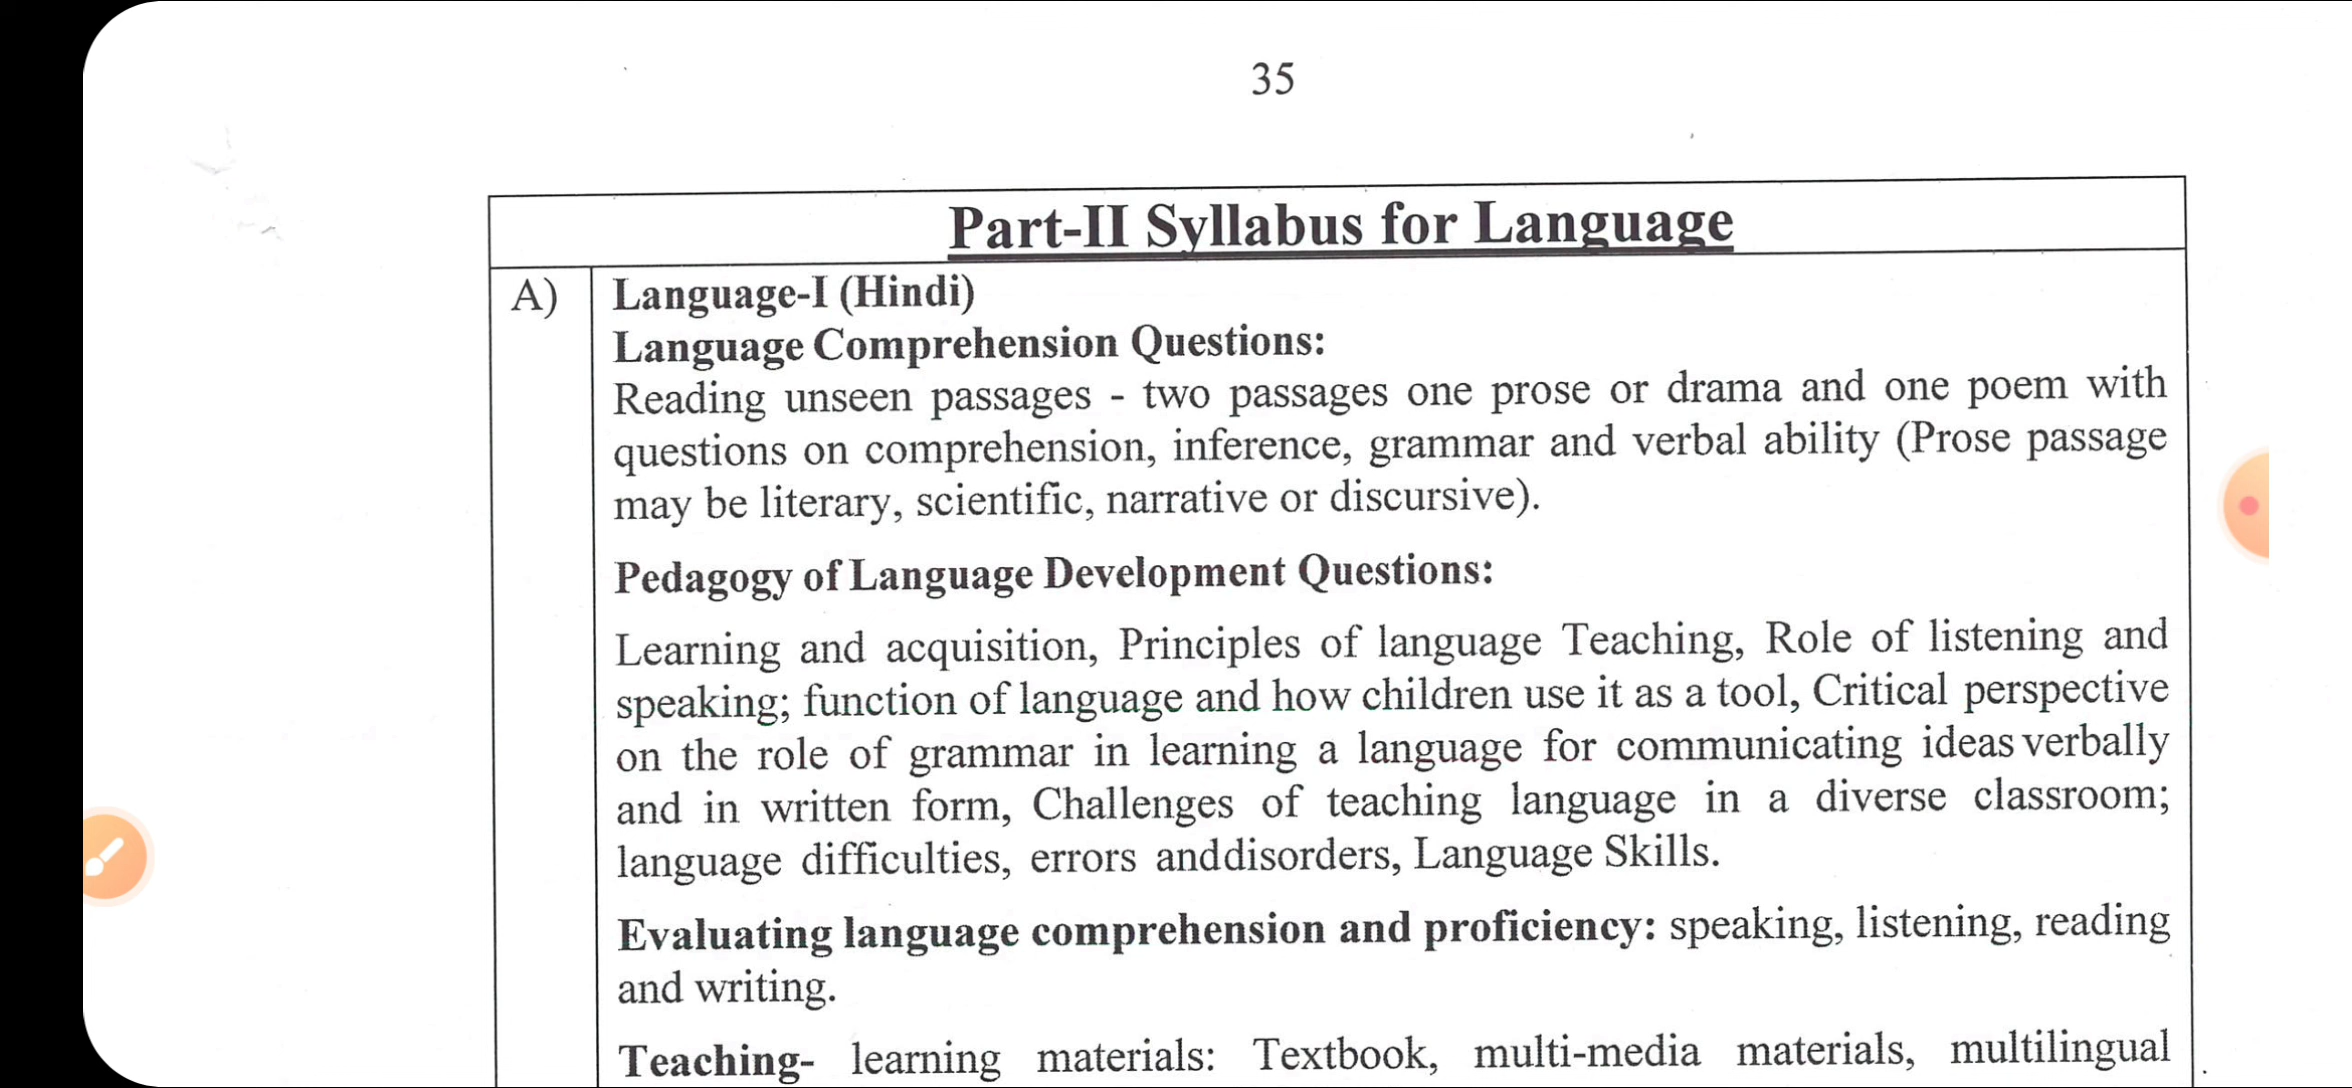 35
Part-II Syllabus for Language
A) Language-I (Hindi)
Language Comprehension Questions:
Reading unseen passages - two passages one prose or drama and one poem with
questions on comprehension, inference, grammar and verbal ability (Prose passage
may be literary, scientific, narrative or discursive).
Pedagogy of Language Development Questions:
Learning and acquisition, Principles of language Teaching, Role of listening and
speaking; function of language and how children use it as a tool, Critical perspective
on the role of grammar in learning a language for communicating ideas verbally
and in written form, Challenges of teaching language in a diverse classroom;
language difficulties, errors anddisorders, Language Skills.
Evaluating language comprehension and proficiency: speaking, listening, reading
and writing.
Teaching- learning materials: Textbook, multi-media materials, multilingual